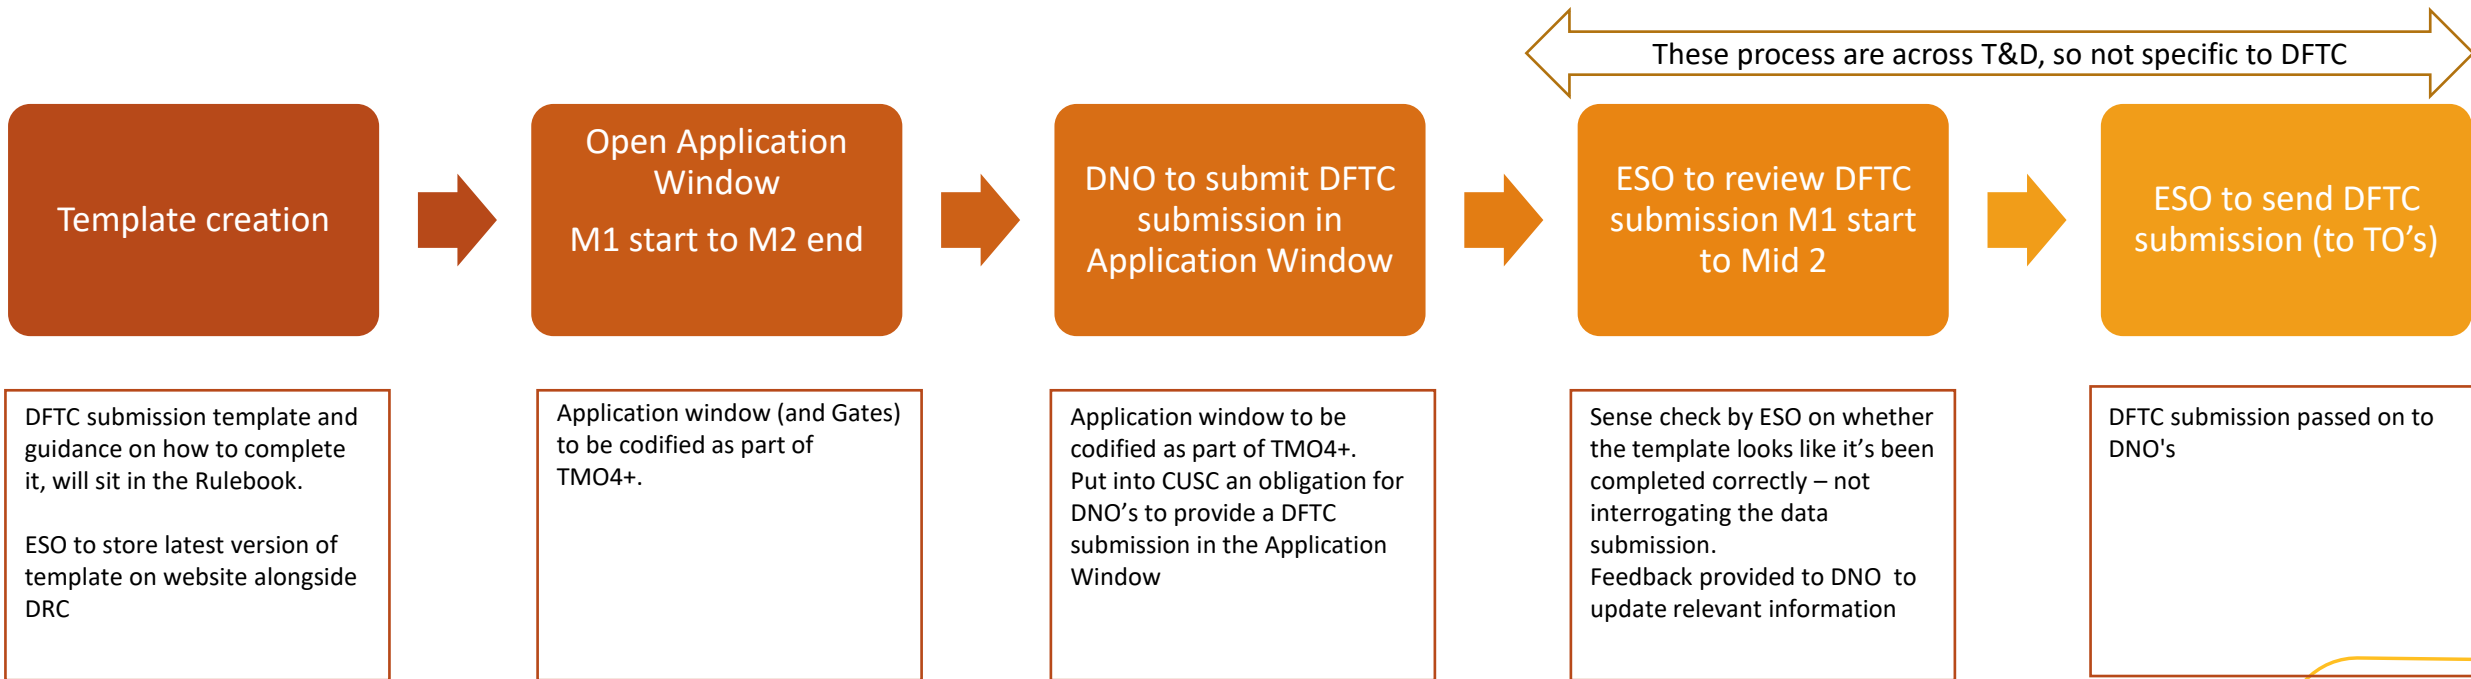 These process are across T&D, so not specific to DFTC
Template creation
Open Application
Window
M1 start to M2 end
DNO to submit DFTC
submission in
Application Window
ESO to review DFTC
submission M1 start
to Mid 2
ESO to send DFTC
submission (to TO’s)
DFTC submission template and
guidance on how to complete
it, will sit in the Rulebook.
ESO to store latest version of
template on website alongside
DRC
Application window (and Gates)
to be codified as part of
TMO4+.
Application window to be
codified as part of TMO4+.
Put into CUSC an obligation for
DNO’s to provide a DFTC
submission in the Application
Window
Sense check by ESO on whether
the template looks like it’s been
completed correctly – not
interrogating the data
submission.
Feedback provided to DNO  to
update relevant information
DFTC submission passed on to
DNO's